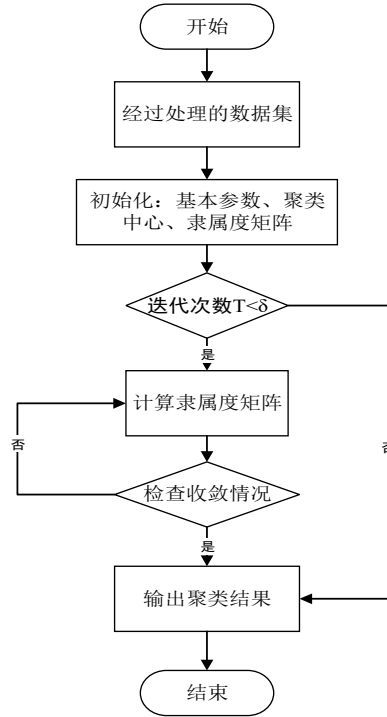 开始
经过处理的数据集
初始化：基本参数、聚类
中心、隶属度矩阵
迭代次数T<δ
是
计算隶属度矩阵
否
否
检查收敛情况
是
输出聚类结果
结束